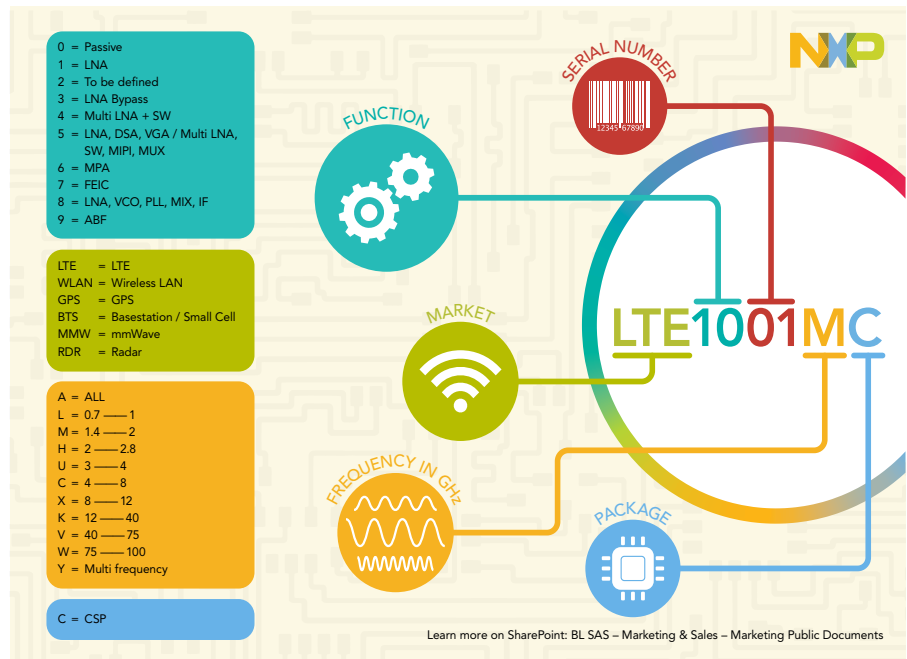 0 = Passive
1 = LNA
2 = To be defined
3 = LNA Bypass
4 = Multi LNA + SW
5 = LNA, DSA, VGA / Multi LNA,
SW, MIPI, MUX
6 = MPA
7 = FEIC
8 = LNA, VCO, PLL, MIX, IF
9 = ABF
LTE = LTE
WLAN = Wireless LAN
GPS = GPS
BTS = Basestation / Small Cell
MMW = mmWave
RDR = Radar
A = ALL
L = 0.7 — 1
M = 1.4 — 2
H = 2 — 2.8
U = 3 — 4
C = 4 — 8
X = 8 — 12
K = 12 — 40
V = 40 — 75
W = 75 — 100
Y = Multi frequency
C = CSP
NXP
SERIAL NUMBER
12345 67890
FUNCTION
MARKET
LTE1001MC
FREQUENCY IN GHz
PACKAGE
Learn more on SharePoint: BL SAS – Marketing & Sales – Marketing Public Documents